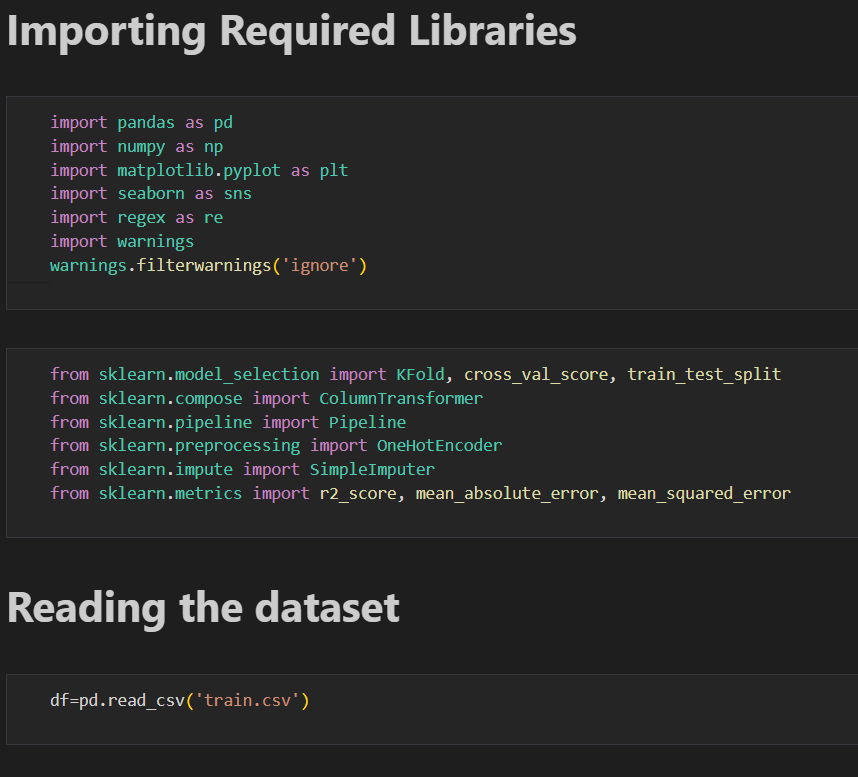 Importing Required Libraries
import pandas as pd
import numpy as np
import matplotlib.pyplot as plt
import seaborn as sns
import regex as re
import warnings
warnings.filterwarnings('ignore')
from sklearn.model_selection import KFold, cross_val_score, train_test_split
from sklearn.compose import ColumnTransformer
from sklearn.pipeline import Pipeline
from sklearn.preprocessing import OneHotEncoder
from sklearn.impute import SimpleImputer
from sklearn.metrics import r2_score, mean_absolute_error, mean_squared_error
Reading the dataset
df=pd.read_csv('train.csv')